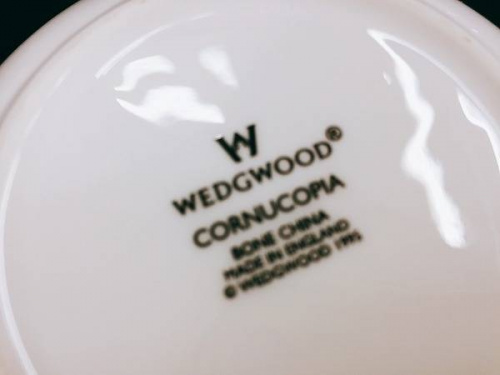 W
WEDGWOOD®
CORNUCOPIA
BONE CHINA
MADE IN ENGLAND
© WEDGWOOD 1995